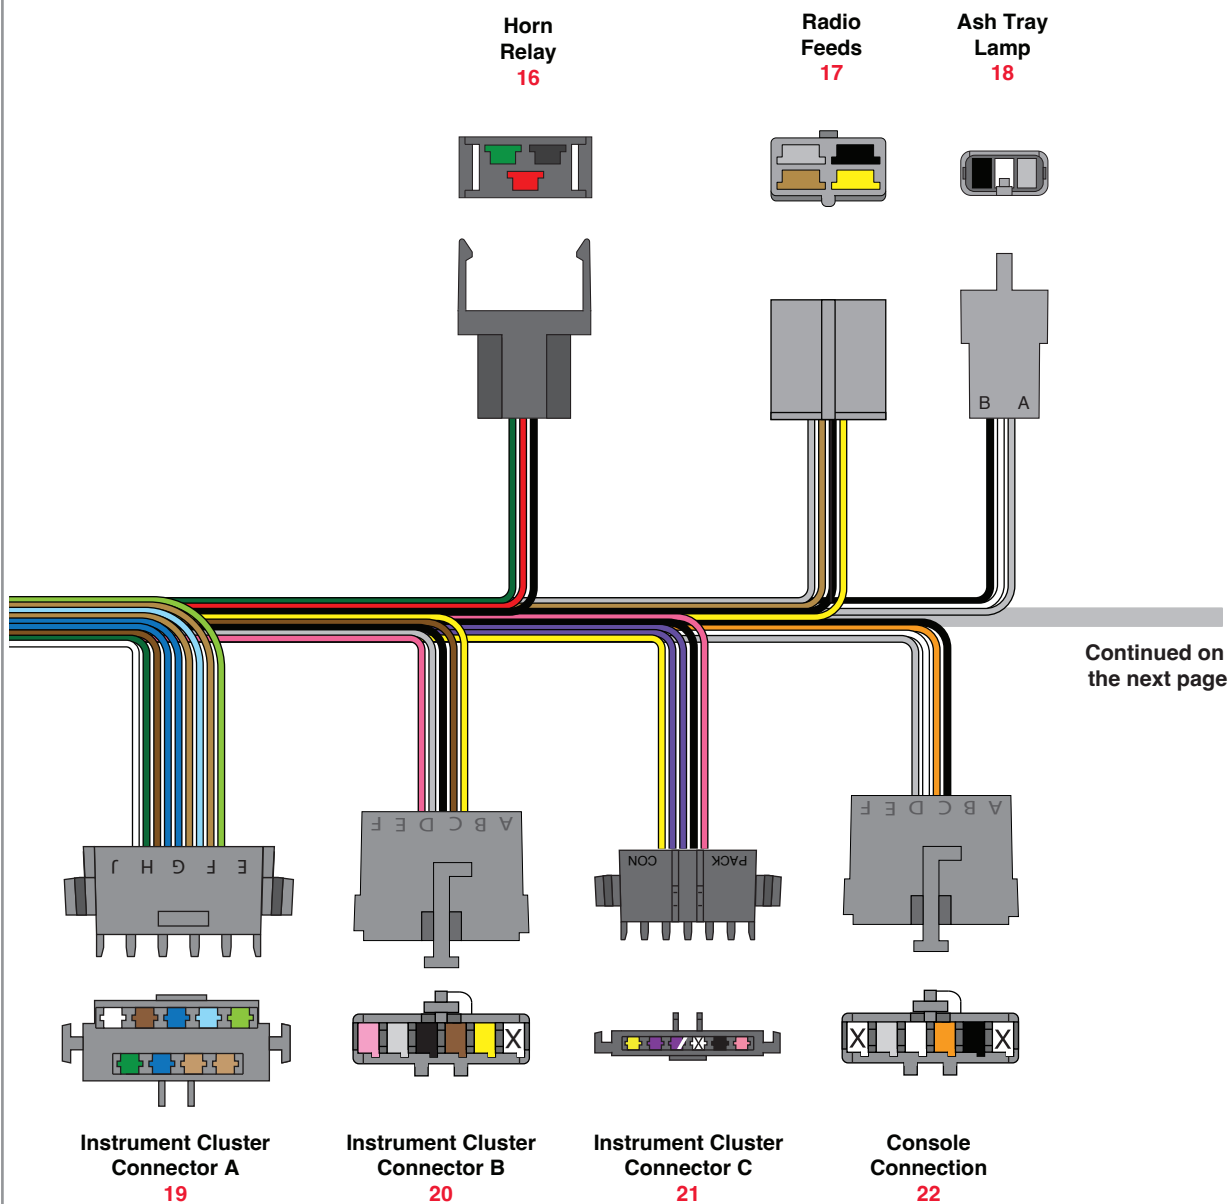 Horn
Relay
16
Radio
Feeds
17
Ash Tray
Lamp
18
B A
Continued on
the next page
J H G F E
F E D C B A
CON PACK
F E D C B A
X
X
X X
Instrument Cluster
Connector A
19
Instrument Cluster
Connector B
20
Instrument Cluster
Connector C
21
Console
Connection
22